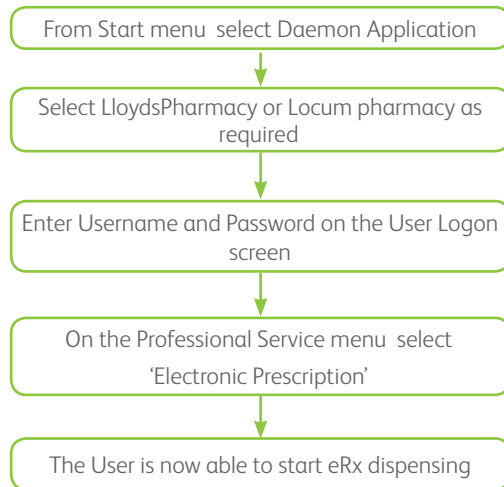 From Start menu select Daemon Application
Select LloydsPharmacy or Locum pharmacy as
required
Enter Username and Password on the User Logon
screen
On the Professional Service menu select
‘Electronic Prescription’
The User is now able to start eRx dispensing